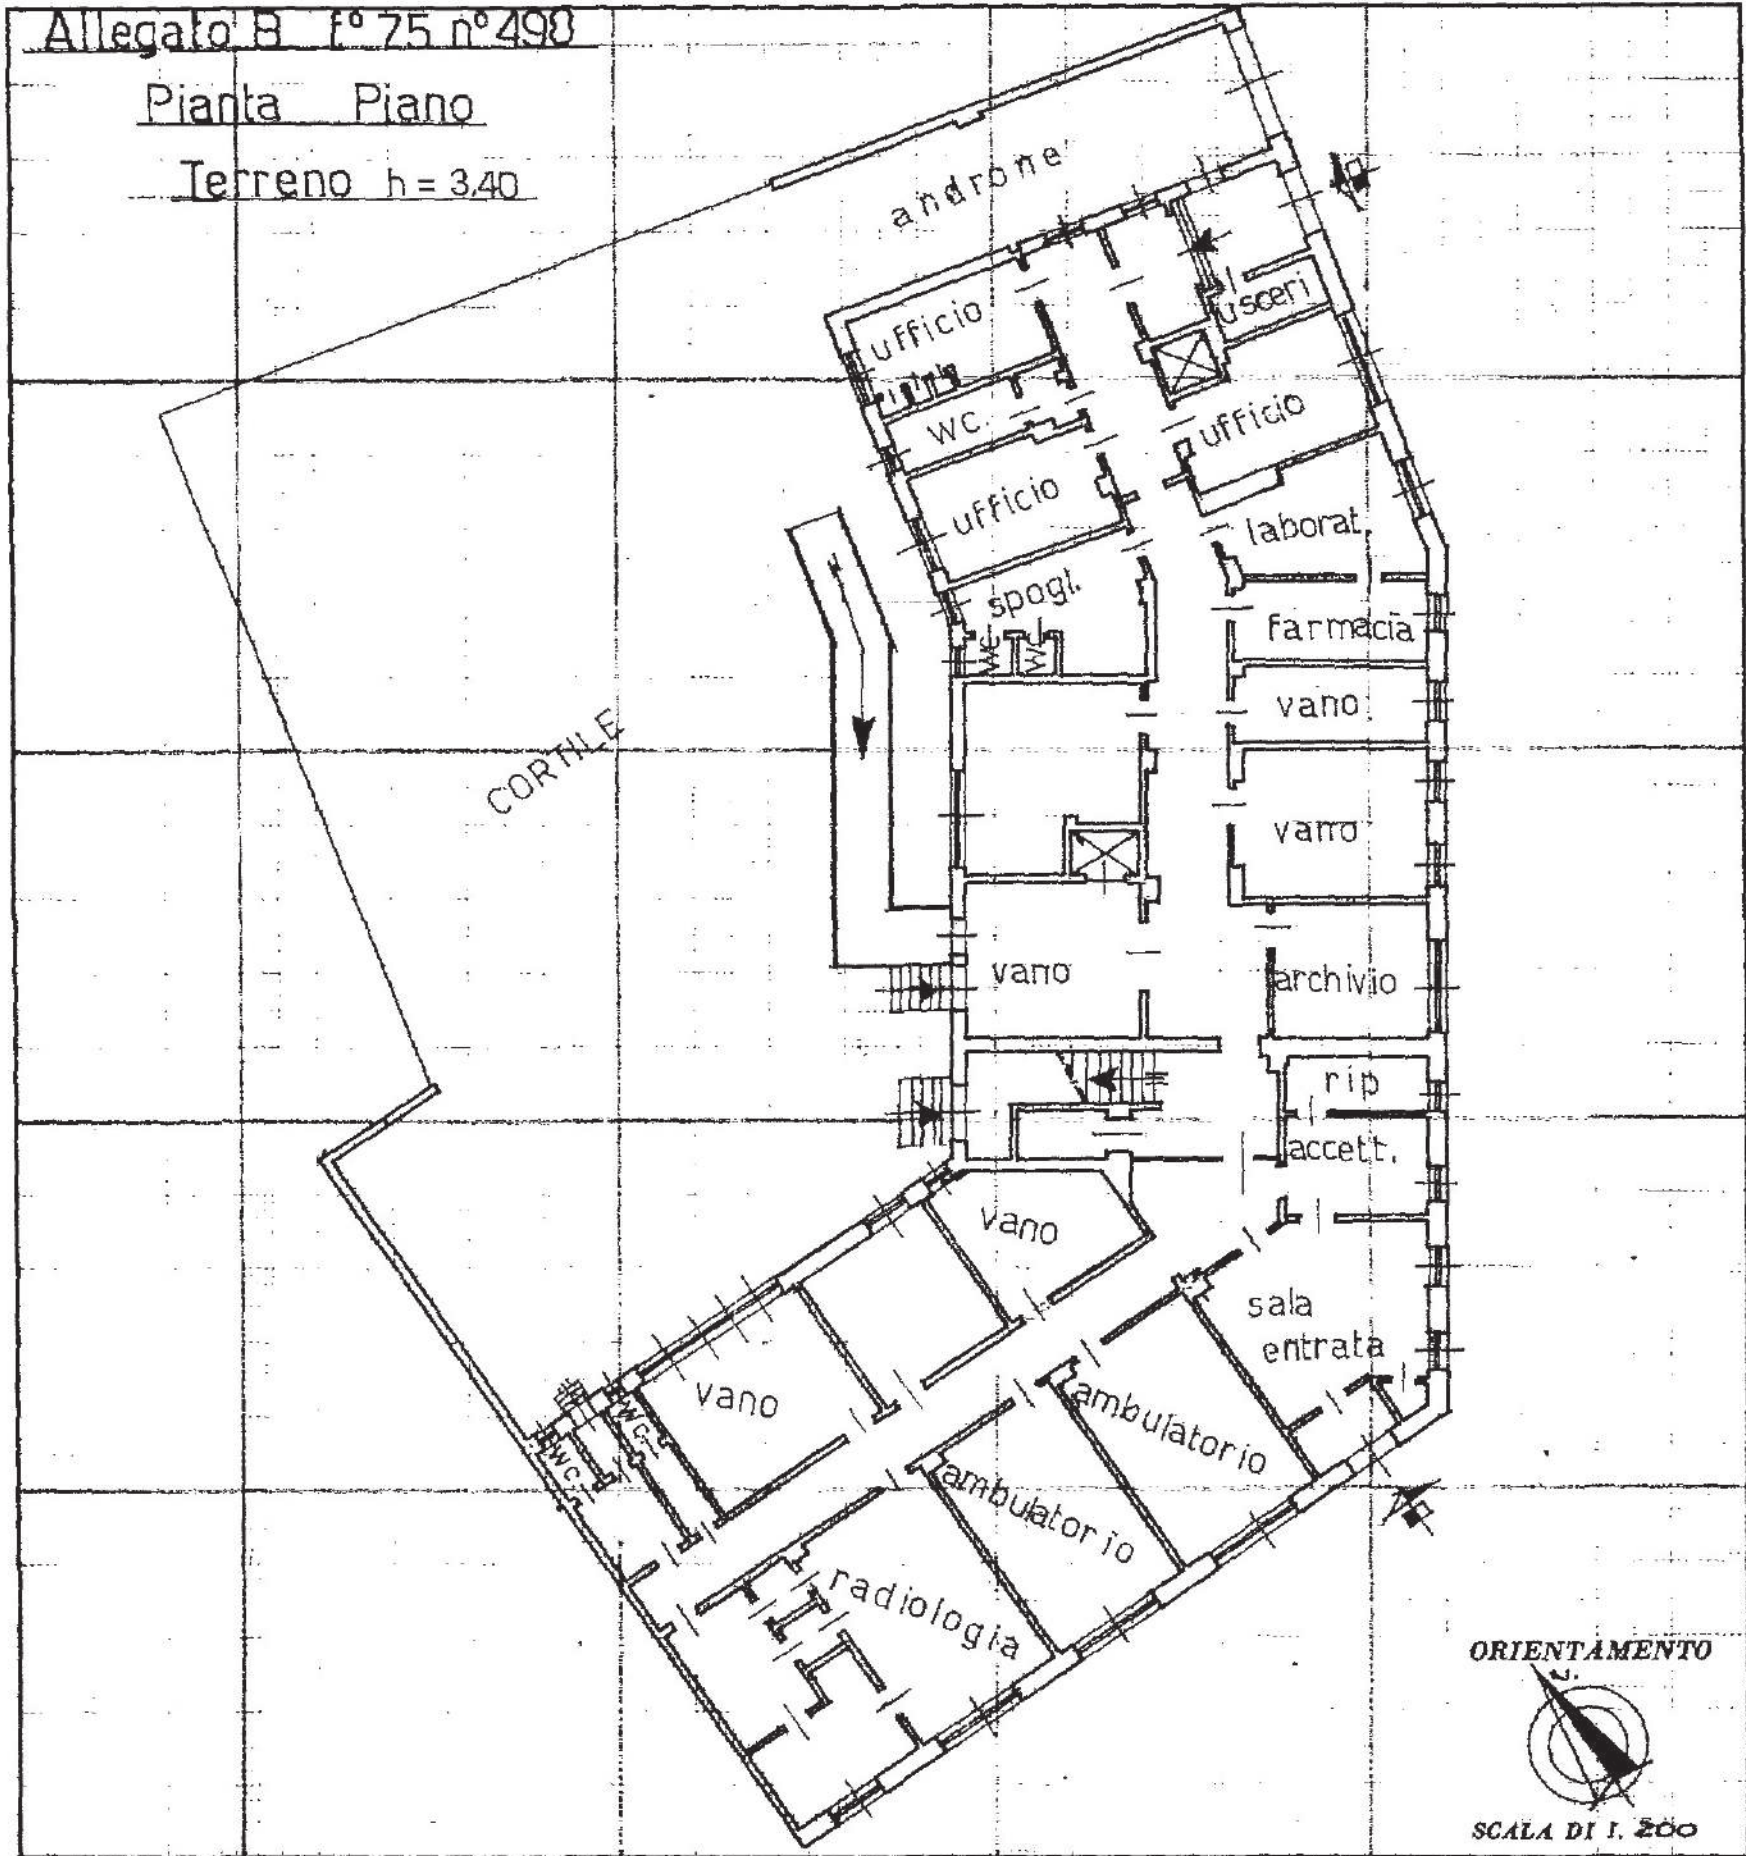 Allegato B f° 75 n° 498
Pianta Piano
Terreno h = 3,40
androne
ufficio
usceri
wc.
ufficio
ufficio
laborat.
spogl.
wc
wc
farmacia
vano
CORTILE
vano
vano
archivio
rip
accett.
vano
sala
entrata
vano
wc.
wc.
ambulatorio
ambulatorio
radiologia
ORIENTAMENTO
N.
SCALA DI 1. 200